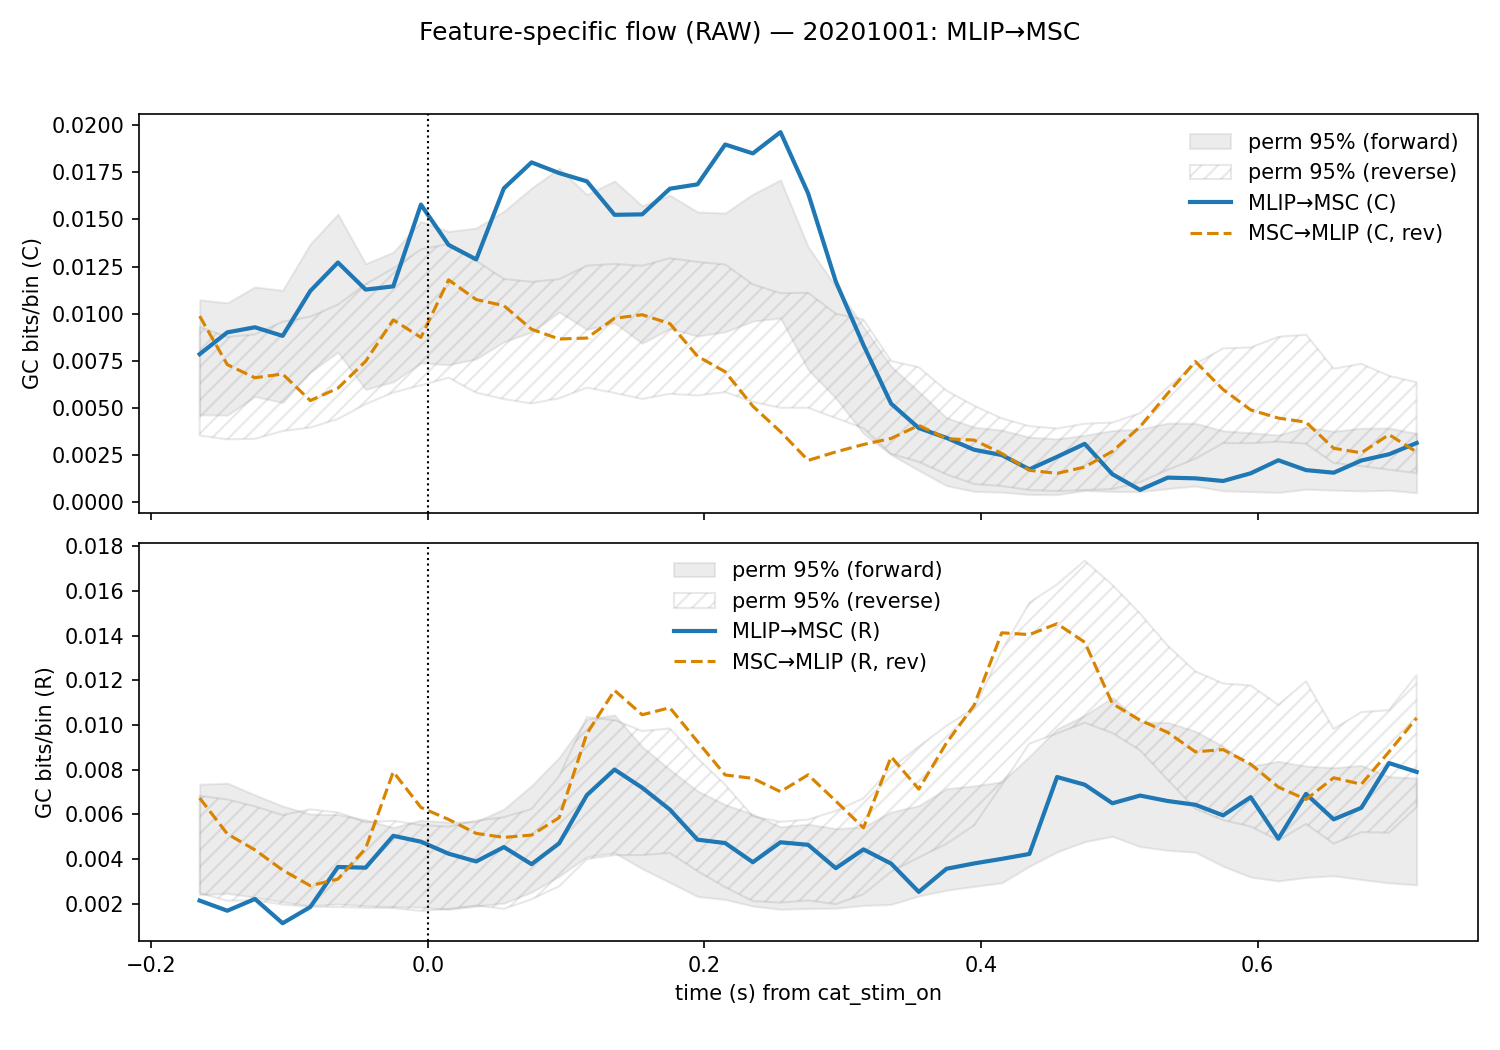 Feature-specific flow (RAW) — 20201001: MLIP→MSC
GC bits/bin (C)
0.0200
0.0175
0.0150
0.0125
0.0100
0.0075
0.0050
0.0025
0.0000
perm 95% (forward)
perm 95% (reverse)
MLIP→MSC (C)
MSC→MLIP (C, rev)
GC bits/bin (R)
0.018
0.016
0.014
0.012
0.010
0.008
0.006
0.004
0.002
perm 95% (forward)
perm 95% (reverse)
MLIP→MSC (R)
MSC→MLIP (R, rev)
−0.2
0.0
0.2
0.4
0.6
time (s) from cat_stim_on